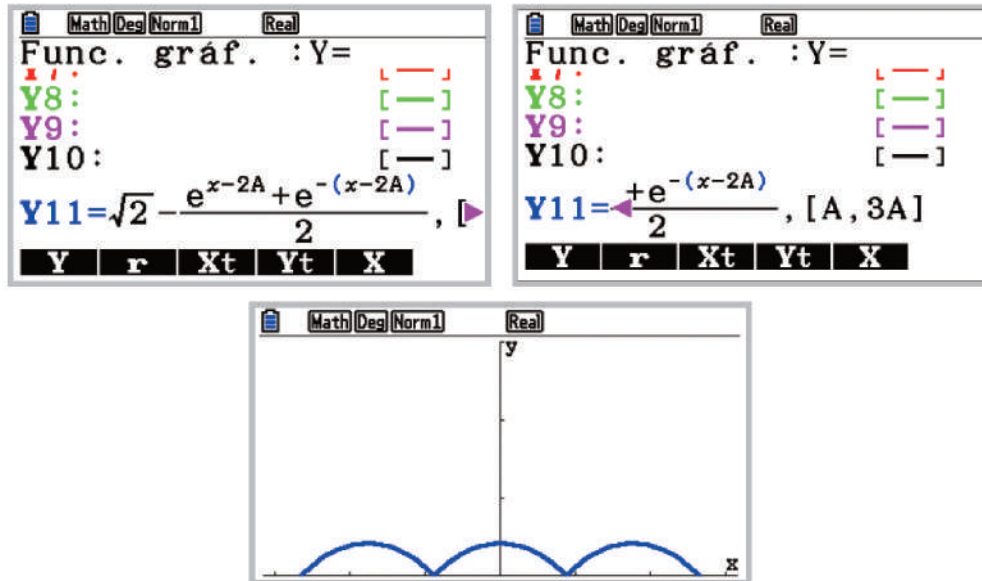 Math Deg Norm1 Real
Func. gráf. :Y=
Y8: [—]
Y9: [—]
Y10: [—]
Y11=√2-(e^(x-2A)+e^(-(x-2A)))/2, [
Y r Xt Yt X
Math Deg Norm1 Real
Func. gráf. :Y=
Y8: [—]
Y9: [—]
Y10: [—]
Y11=+e^(-(x-2A))/2, [A, 3A]
Y r Xt Yt X
Math Deg Norm1 Real
y
x